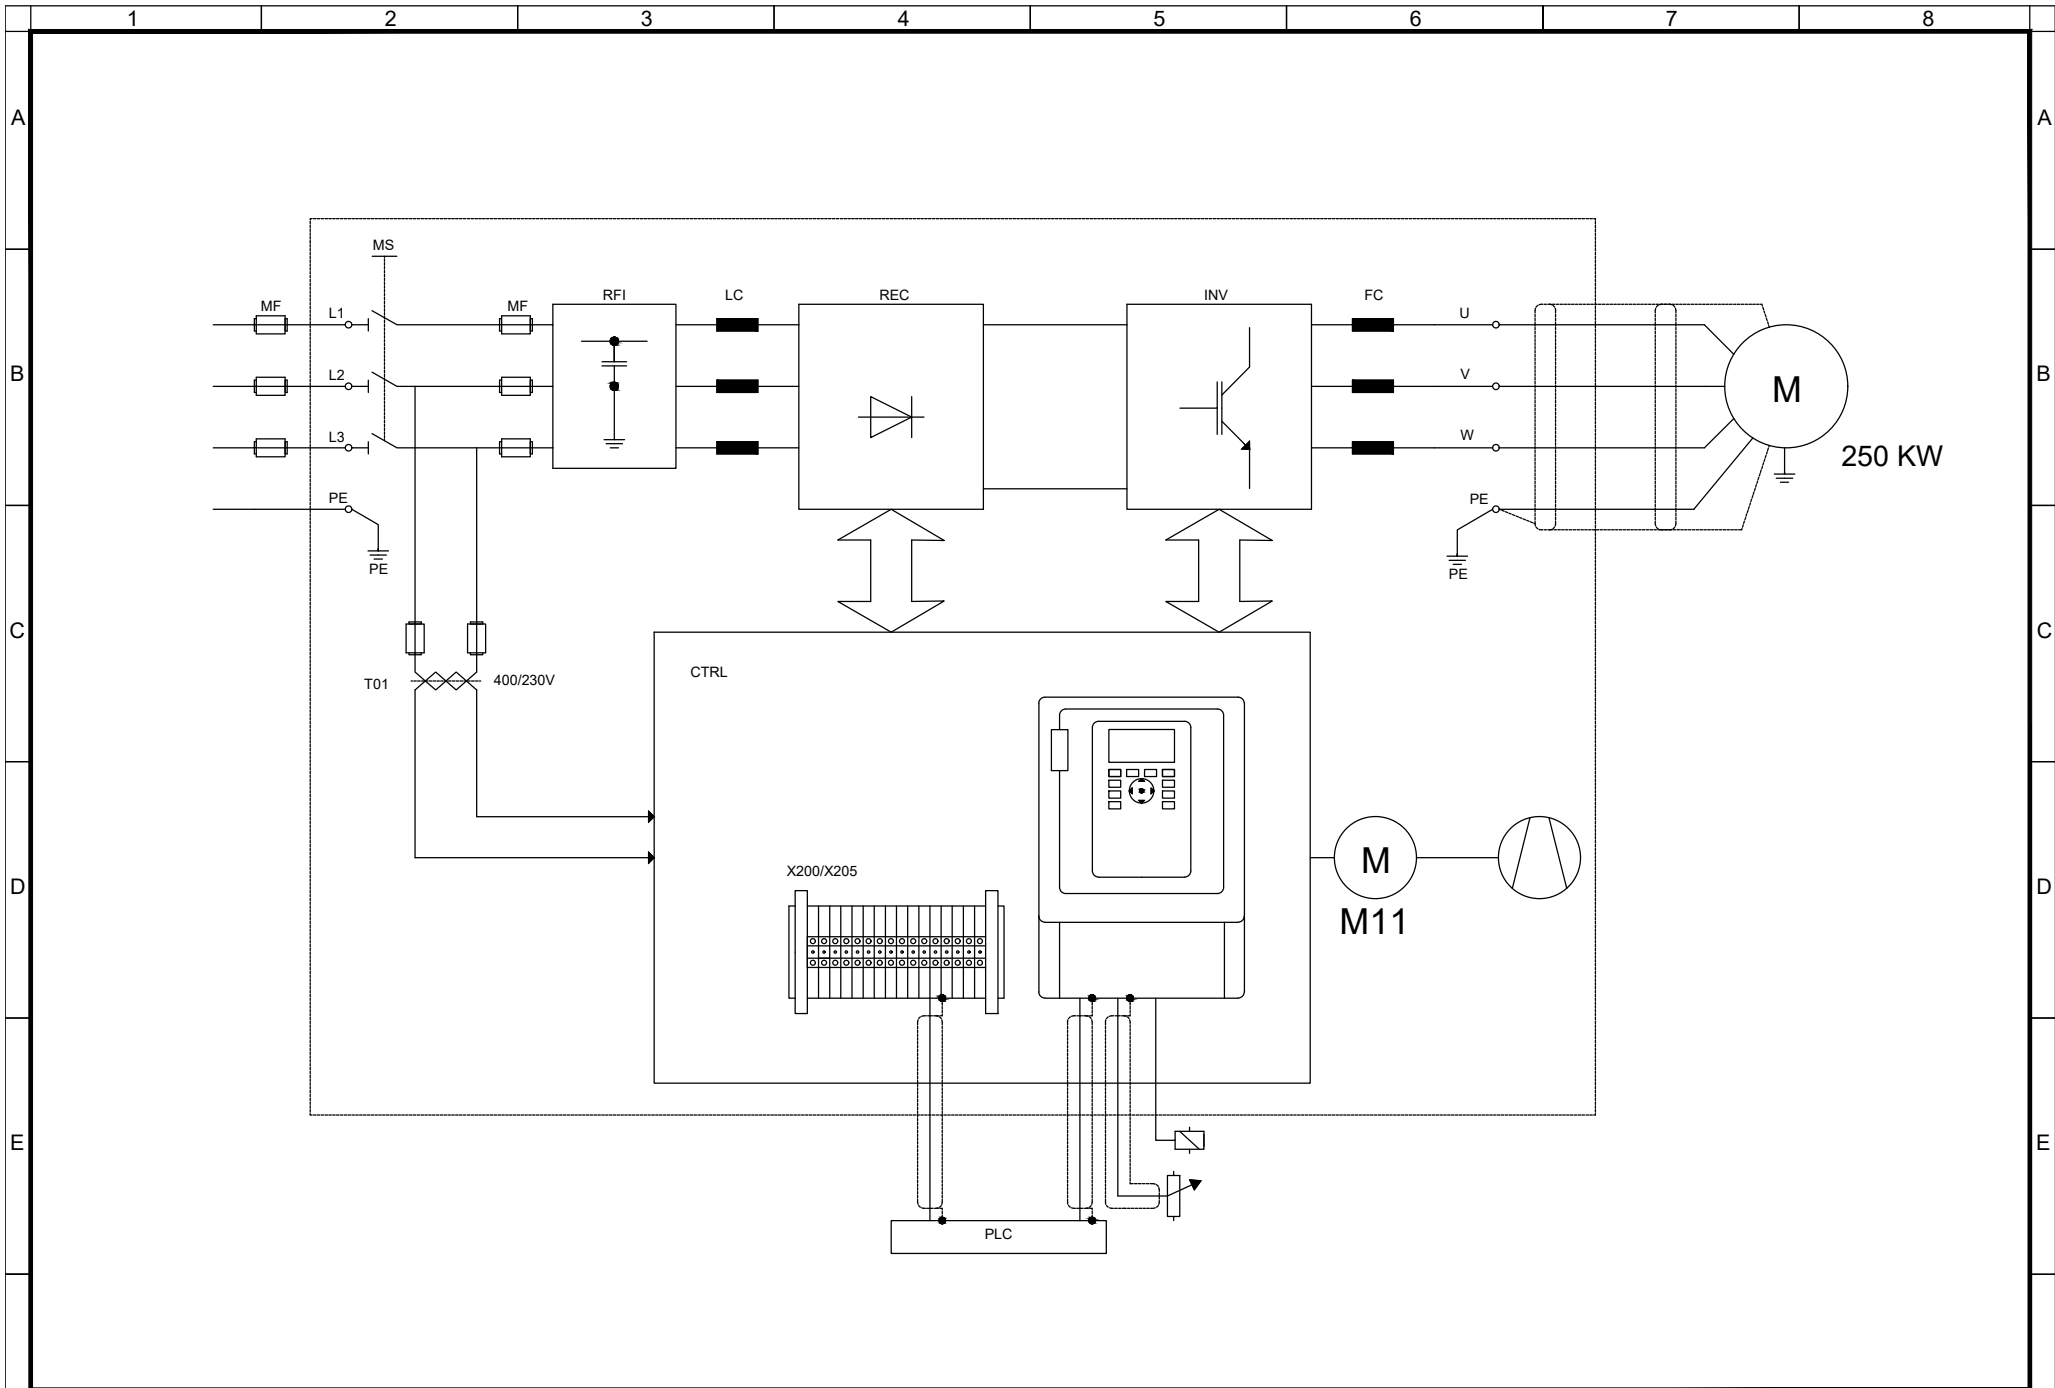 1 2 3 4 5 6 7 8
A A
MS
MF L1 MF RFI LC REC INV FC U
B L2 V M B
L3 W 250 KW
PE PE
PE PE
C C
CTRL
T01 400/230V
X200/X205
D M D
M11
E E
PLC